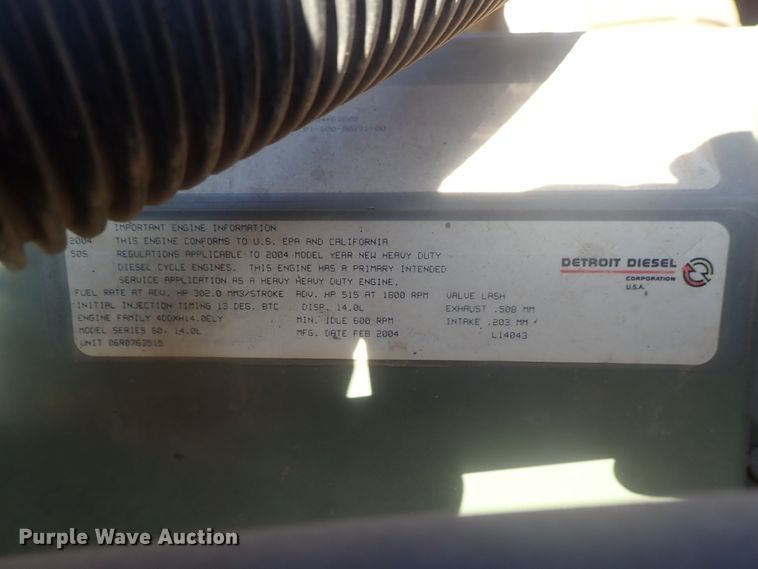 IMPORTANT ENGINE INFORMATION
2004 THIS ENGINE CONFORMS TO U.S. EPA AND CALIFORNIA
50S REGULATIONS APPLICABLE TO 2004 MODEL YEAR NEW HEAVY DUTY
DIESEL CYCLE ENGINES. THIS ENGINE HAS A PRIMARY INTENDED
SERVICE APPLICATION AS A HEAVY HEAVY DUTY ENGINE.
FUEL RATE AT ADV. HP 302.0 MM3/STROKE ADV. HP 515 AT 1800 RPM VALVE LASH
INITIAL INJECTION TIMING 13 DEG. BTC DISP. 14.0L EXHAUST .508 MM
ENGINE FAMILY 4DDXH14.0ELY MIN. IDLE 600 RPM INTAKE .203 MM
MODEL SERIES 60, 14.0L MFG. DATE FEB 2004 L14043
UNIT 06R0763515
DETROIT DIESEL
CORPORATION
U.S.A.
Purple Wave Auction